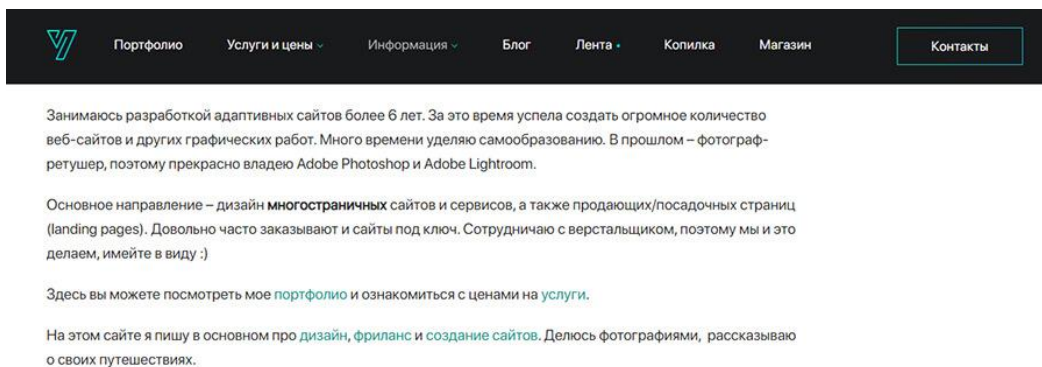 Портфолио Услуги и цены Информация Блог Лента • Копилка Магазин Контакты
Занимаюсь разработкой адаптивных сайтов более 6 лет. За это время успела создать огромное количество
веб-сайтов и других графических работ. Много времени уделяю самообразованию. В прошлом – фотограф-
ретушер, поэтому прекрасно владею Adobe Photoshop и Adobe Lightroom.
Основное направление – дизайн многостраничных сайтов и сервисов, а также продающих/посадочных страниц
(landing pages). Довольно часто заказывают и сайты под ключ. Сотрудничаю с верстальщиком, поэтому мы и это
делаем, имейте в виду :)
Здесь вы можете посмотреть мое портфолио и ознакомиться с ценами на услуги.
На этом сайте я пишу в основном про дизайн, фриланс и создание сайтов. Делюсь фотографиями, рассказываю
о своих путешествиях.